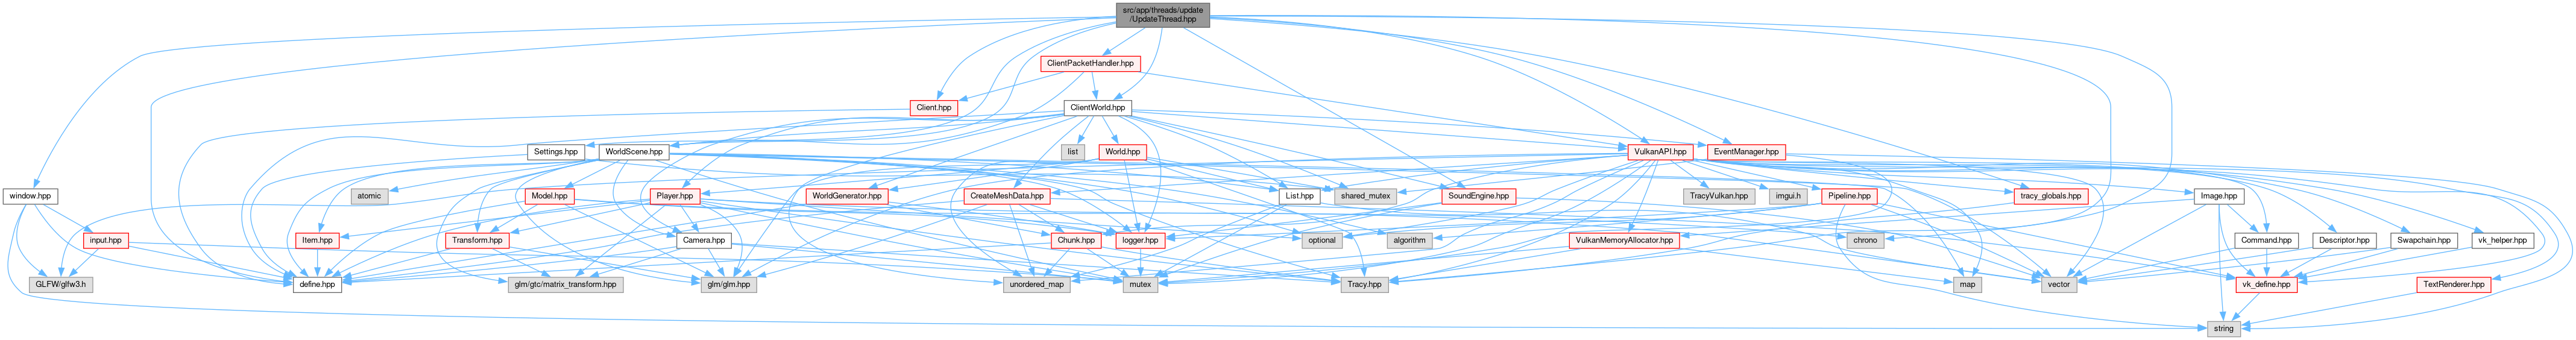 src/app/threads/update
/UpdateThread.hpp
ClientPacketHandler.hpp
Client.hpp
ClientWorld.hpp
Settings.hpp
WorldScene.hpp
list
World.hpp
VulkanAPI.hpp
EventManager.hpp
window.hpp
atomic
Model.hpp
Player.hpp
WorldGenerator.hpp
CreateMeshData.hpp
List.hpp
shared_mutex
SoundEngine.hpp
TracyVulkan.hpp
imgui.h
Pipeline.hpp
tracy_globals.hpp
Image.hpp
input.hpp
Item.hpp
Transform.hpp
Camera.hpp
Chunk.hpp
logger.hpp
optional
algorithm
VulkanMemoryAllocator.hpp
chrono
Command.hpp
Descriptor.hpp
Swapchain.hpp
vk_helper.hpp
GLFW/glfw3.h
define.hpp
glm/gtc/matrix_transform.hpp
glm/glm.hpp
unordered_map
mutex
Tracy.hpp
map
vector
vk_define.hpp
TextRenderer.hpp
string